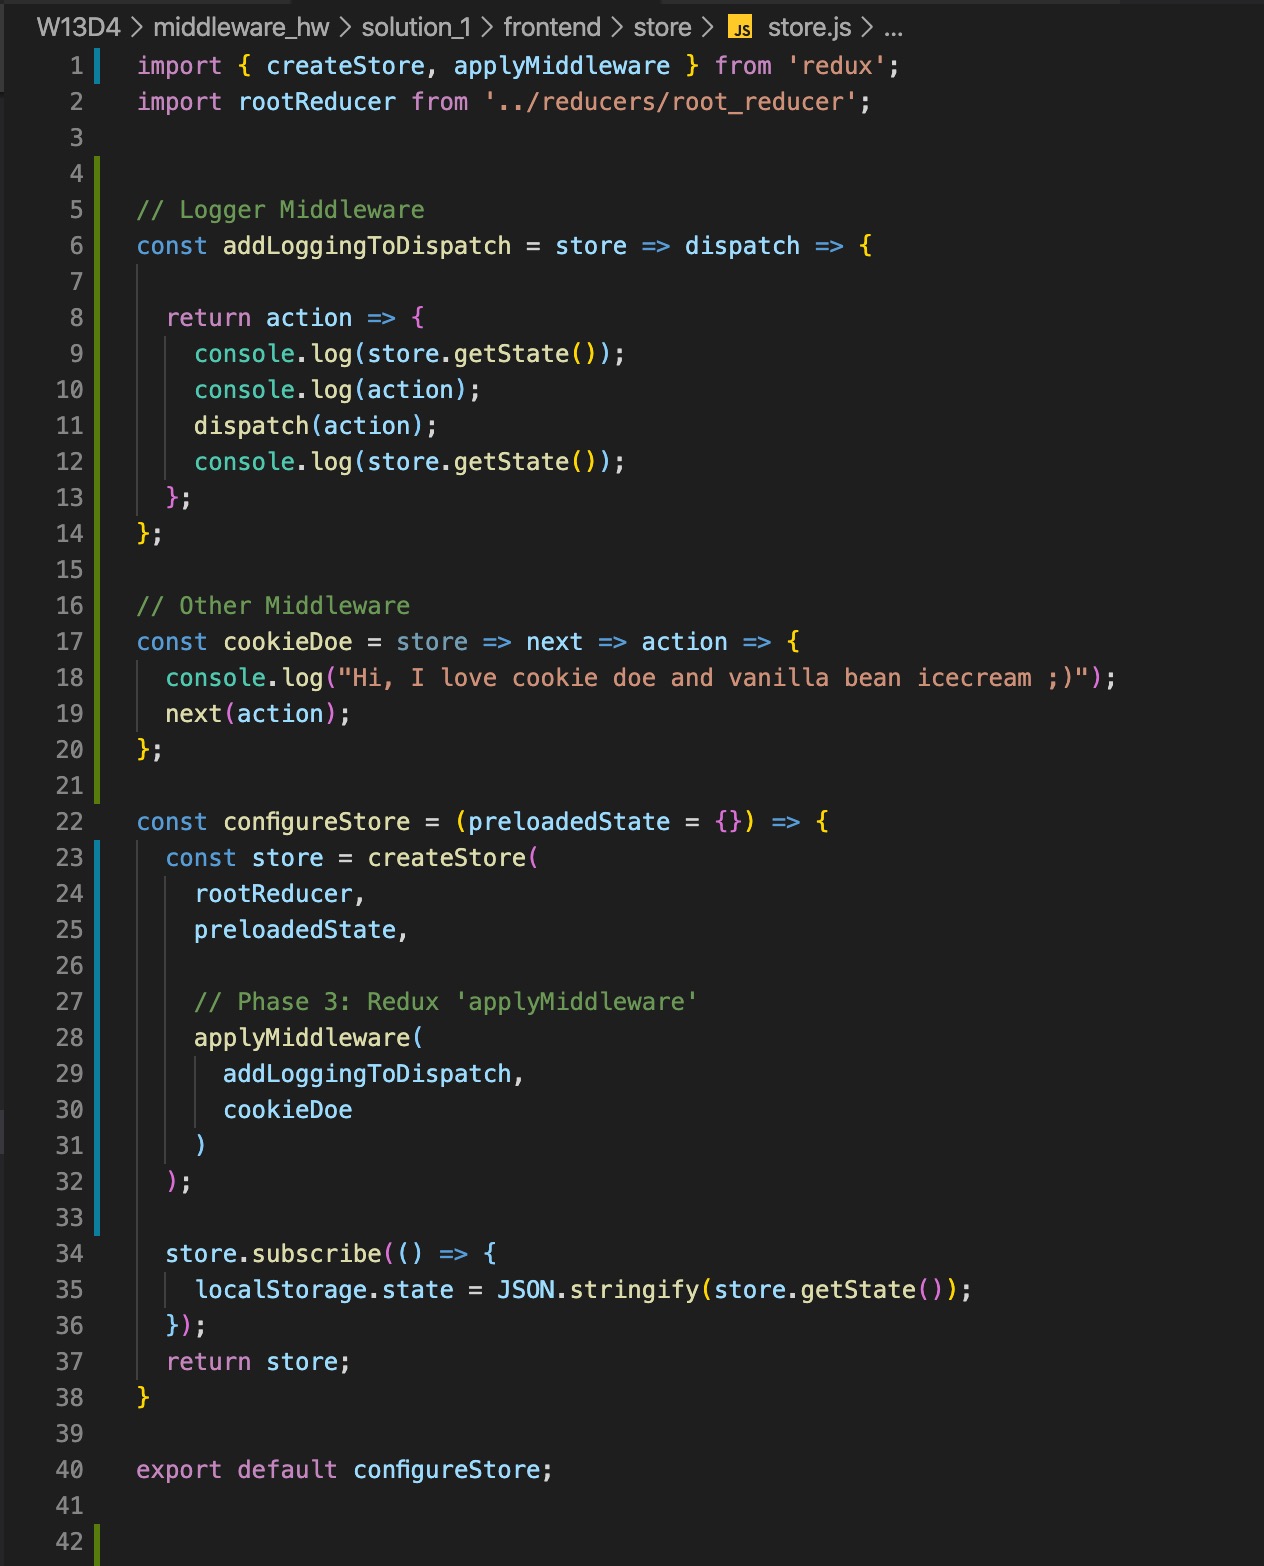 W13D4 > middleware_hw > solution_1 > frontend > store > JS store.js > ...
1 import { createStore, applyMiddleware } from 'redux';
2 import rootReducer from '../reducers/root_reducer';
3
4
5 // Logger Middleware
6 const addLoggingToDispatch = store => dispatch => {
7
8   return action => {
9     console.log(store.getState());
10     console.log(action);
11     dispatch(action);
12     console.log(store.getState());
13   };
14 };
15
16 // Other Middleware
17 const cookieDoe = store => next => action => {
18   console.log("Hi, I love cookie doe and vanilla bean icecream ;)");
19   next(action);
20 };
21
22 const configureStore = (preloadedState = {}) => {
23   const store = createStore(
24     rootReducer,
25     preloadedState,
26
27     // Phase 3: Redux 'applyMiddleware'
28     applyMiddleware(
29       addLoggingToDispatch,
30       cookieDoe
31     )
32   );
33
34   store.subscribe(() => {
35     localStorage.state = JSON.stringify(store.getState());
36   });
37   return store;
38 }
39
40 export default configureStore;
41
42